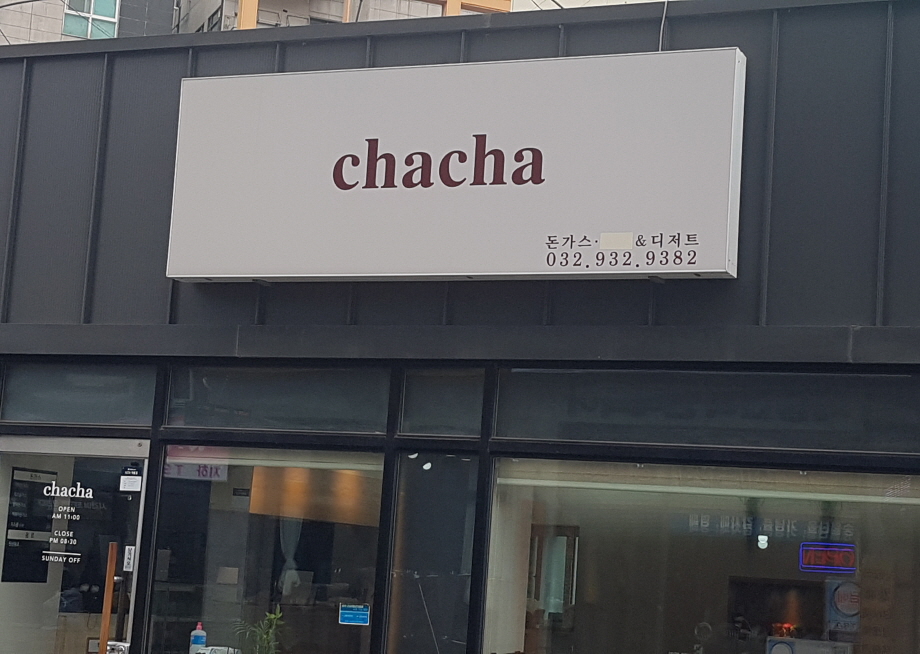 chacha
돈가스· &디저트
032.932.9382
chacha
OPEN
AM 11:00
CLOSE
PM 08:30
SUNDAY OFF
OPEN